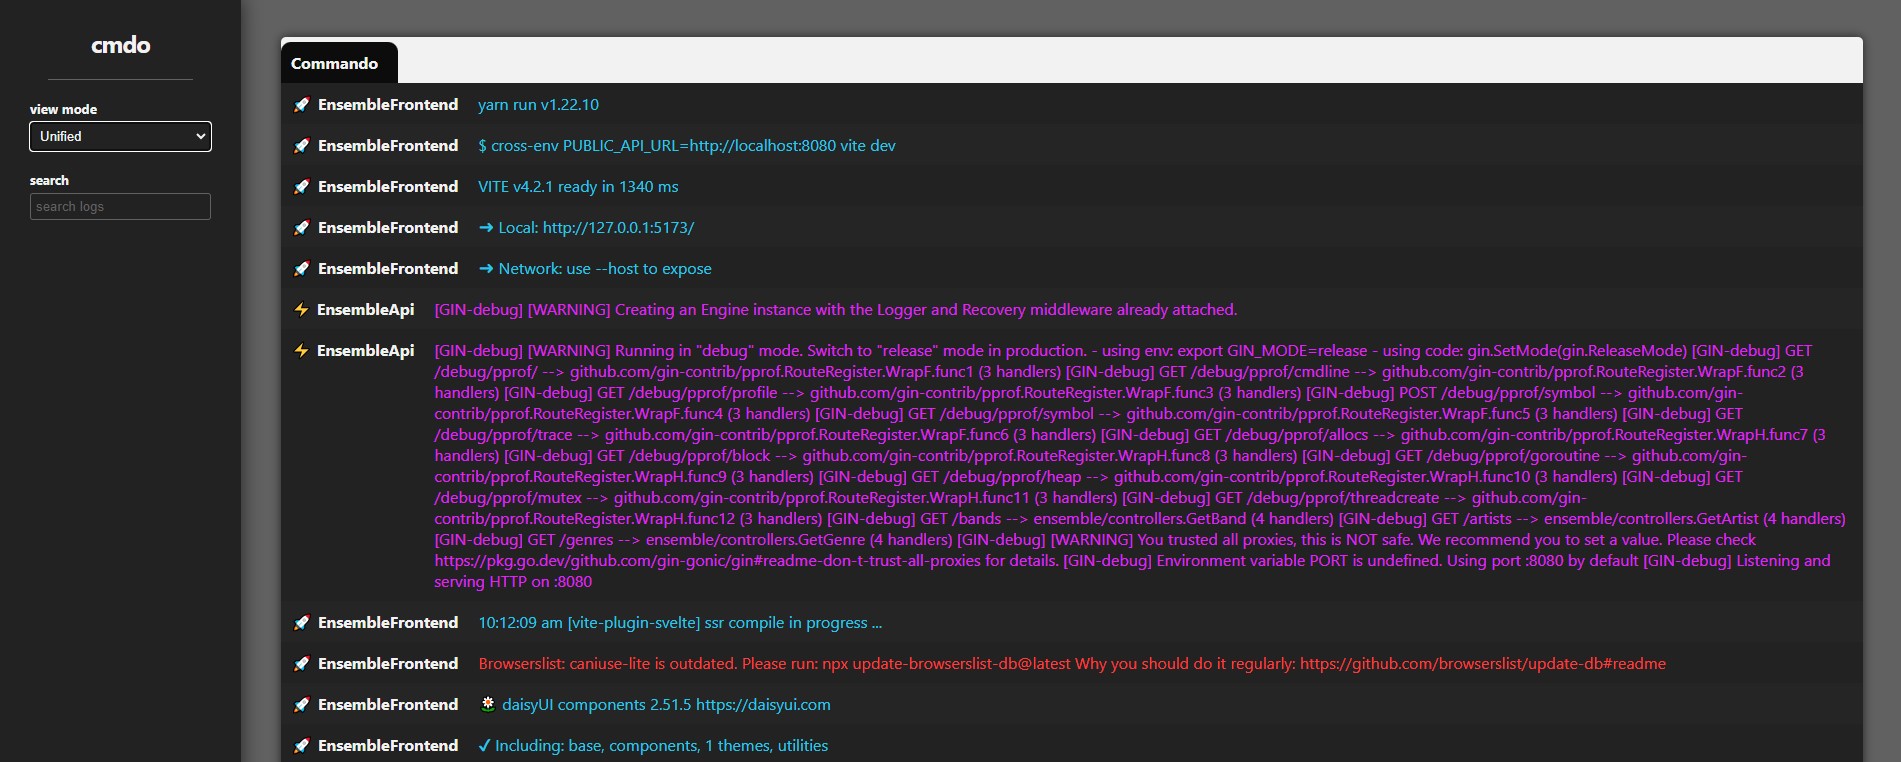 cmdo
view mode
Unified
search
search logs
Commando
EnsembleFrontend yarn run v1.22.10
EnsembleFrontend $ cross-env PUBLIC_API_URL=http://localhost:8080 vite dev
EnsembleFrontend VITE v4.2.1 ready in 1340 ms
EnsembleFrontend ➜ Local: http://127.0.0.1:5173/
EnsembleFrontend ➜ Network: use --host to expose
EnsembleApi [GIN-debug] [WARNING] Creating an Engine instance with the Logger and Recovery middleware already attached.
EnsembleApi [GIN-debug] [WARNING] Running in "debug" mode. Switch to "release" mode in production. - using env: export GIN_MODE=release - using code: gin.SetMode(gin.ReleaseMode) [GIN-debug] GET
/debug/pprof/ --> github.com/gin-contrib/pprof.RouteRegister.WrapF.func1 (3 handlers) [GIN-debug] GET /debug/pprof/cmdline --> github.com/gin-contrib/pprof.RouteRegister.WrapF.func2 (3
handlers) [GIN-debug] GET /debug/pprof/profile --> github.com/gin-contrib/pprof.RouteRegister.WrapF.func3 (3 handlers) [GIN-debug] POST /debug/pprof/symbol --> github.com/gin-
contrib/pprof.RouteRegister.WrapF.func4 (3 handlers) [GIN-debug] GET /debug/pprof/symbol --> github.com/gin-contrib/pprof.RouteRegister.WrapF.func5 (3 handlers) [GIN-debug] GET
/debug/pprof/trace --> github.com/gin-contrib/pprof.RouteRegister.WrapF.func6 (3 handlers) [GIN-debug] GET /debug/pprof/allocs --> github.com/gin-contrib/pprof.RouteRegister.WrapH.func7 (3
handlers) [GIN-debug] GET /debug/pprof/block --> github.com/gin-contrib/pprof.RouteRegister.WrapH.func8 (3 handlers) [GIN-debug] GET /debug/pprof/goroutine --> github.com/gin-
contrib/pprof.RouteRegister.WrapH.func9 (3 handlers) [GIN-debug] GET /debug/pprof/heap --> github.com/gin-contrib/pprof.RouteRegister.WrapH.func10 (3 handlers) [GIN-debug] GET
/debug/pprof/mutex --> github.com/gin-contrib/pprof.RouteRegister.WrapH.func11 (3 handlers) [GIN-debug] GET /debug/pprof/threadcreate --> github.com/gin-
contrib/pprof.RouteRegister.WrapH.func12 (3 handlers) [GIN-debug] GET /bands --> ensemble/controllers.GetBand (4 handlers) [GIN-debug] GET /artists --> ensemble/controllers.GetArtist (4 handlers)
[GIN-debug] GET /genres --> ensemble/controllers.GetGenre (4 handlers) [GIN-debug] [WARNING] You trusted all proxies, this is NOT safe. We recommend you to set a value. Please check
https://pkg.go.dev/github.com/gin-gonic/gin#readme-don-t-trust-all-proxies for details. [GIN-debug] Environment variable PORT is undefined. Using port :8080 by default [GIN-debug] Listening and
serving HTTP on :8080
EnsembleFrontend 10:12:09 am [vite-plugin-svelte] ssr compile in progress ...
EnsembleFrontend Browserslist: caniuse-lite is outdated. Please run: npx update-browserslist-db@latest Why you should do it regularly: https://github.com/browserslist/update-db#readme
EnsembleFrontend 🌼 daisyUI components 2.51.5 https://daisyui.com
EnsembleFrontend ✔︎ Including: base, components, 1 themes, utilities